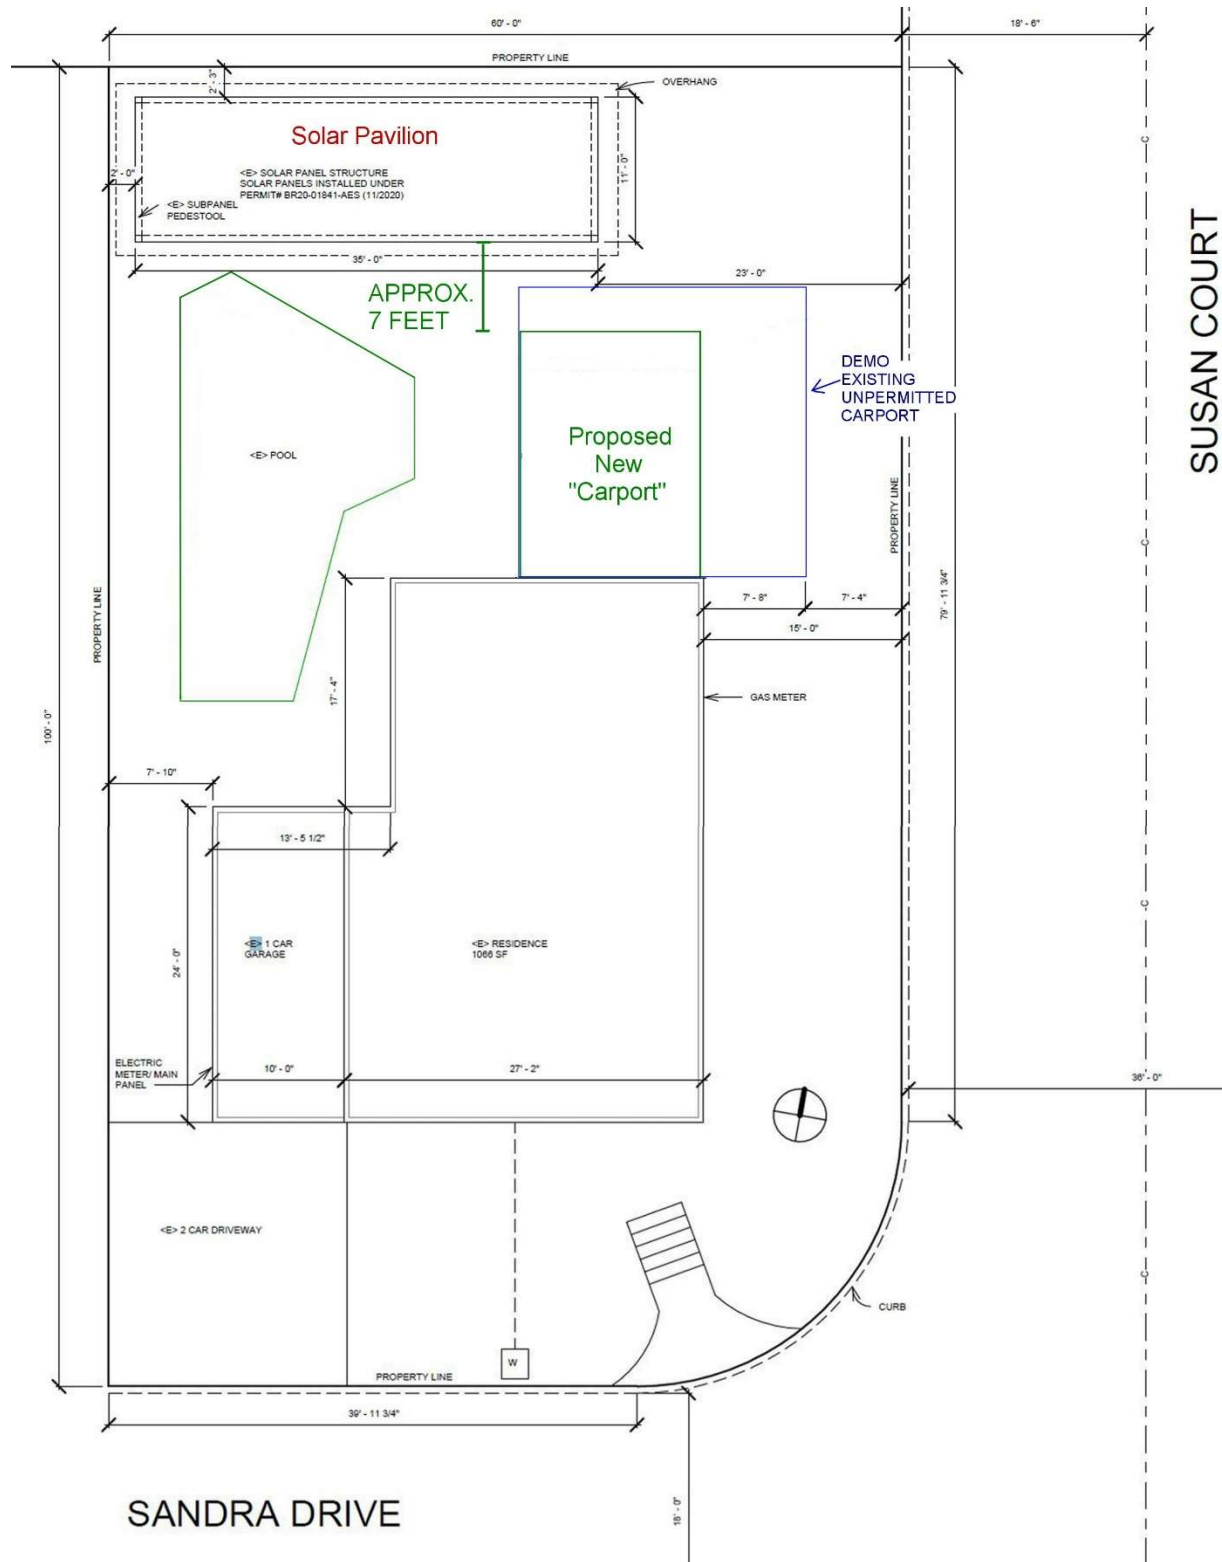 60' - 0"
18' - 6"
PROPERTY LINE
OVERHANG
2' - 3"
Solar Pavilion
<E> SOLAR PANEL STRUCTURE
SOLAR PANELS INSTALLED UNDER
PERMIT# BR20-01841-AES (11/2020)
2' - 0"
11' - 0"
<E> SUBPANEL
PEDESTOOL
C
SUSAN COURT
35' - 0"
23' - 0"
APPROX.
7 FEET
DEMO
EXISTING
UNPERMITTED
CARPORT
Proposed
New
"Carport"
<E> POOL
PROPERTY LINE
C
79' - 11 3/4"
PROPERTY LINE
7' - 8"
7' - 4"
15' - 0"
17' - 4"
GAS METER
100' - 0"
7' - 10"
13' - 5 1/2"
C
<E> 1 CAR
GARAGE
<E> RESIDENCE
1066 SF
24' - 0"
ELECTRIC
METER/ MAIN
PANEL
10' - 0"
27' - 2"
36' - 0"
<E> 2 CAR DRIVEWAY
C
CURB
W
PROPERTY LINE
39' - 11 3/4"
18' - 0"
SANDRA DRIVE